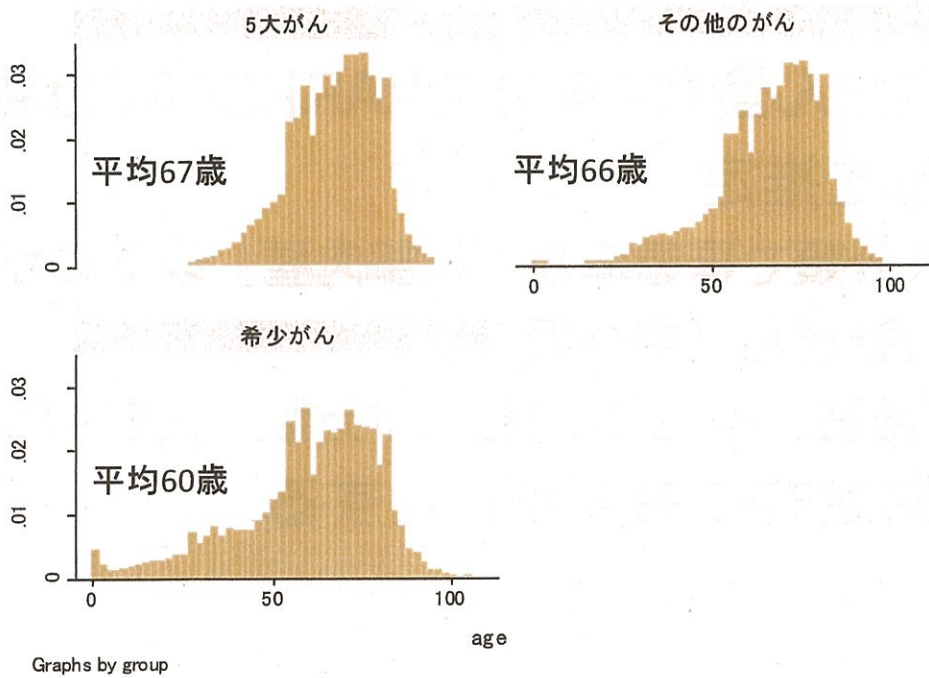 5大がん
その他のがん
.03
.02
.01
0
平均67歳
平均66歳
0 50 100
希少がん
.03
.02
.01
0
平均60歳
0 50 100
age
Graphs by group